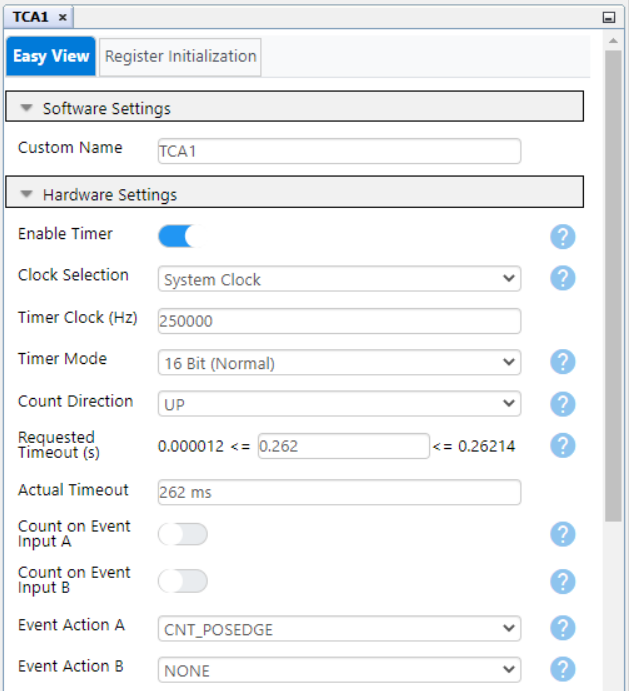 TCA1 ×
Easy View Register Initialization
Software Settings
Custom Name TCA1
Hardware Settings
Enable Timer ?
Clock Selection System Clock ?
Timer Clock (Hz) 250000
Timer Mode 16 Bit (Normal) ?
Count Direction UP ?
Requested
Timeout (s) 0.000012 <= 0.262 <= 0.26214 ?
Actual Timeout 262 ms
Count on Event
Input A ?
Count on Event
Input B ?
Event Action A CNT_POSEDGE ?
Event Action B NONE ?